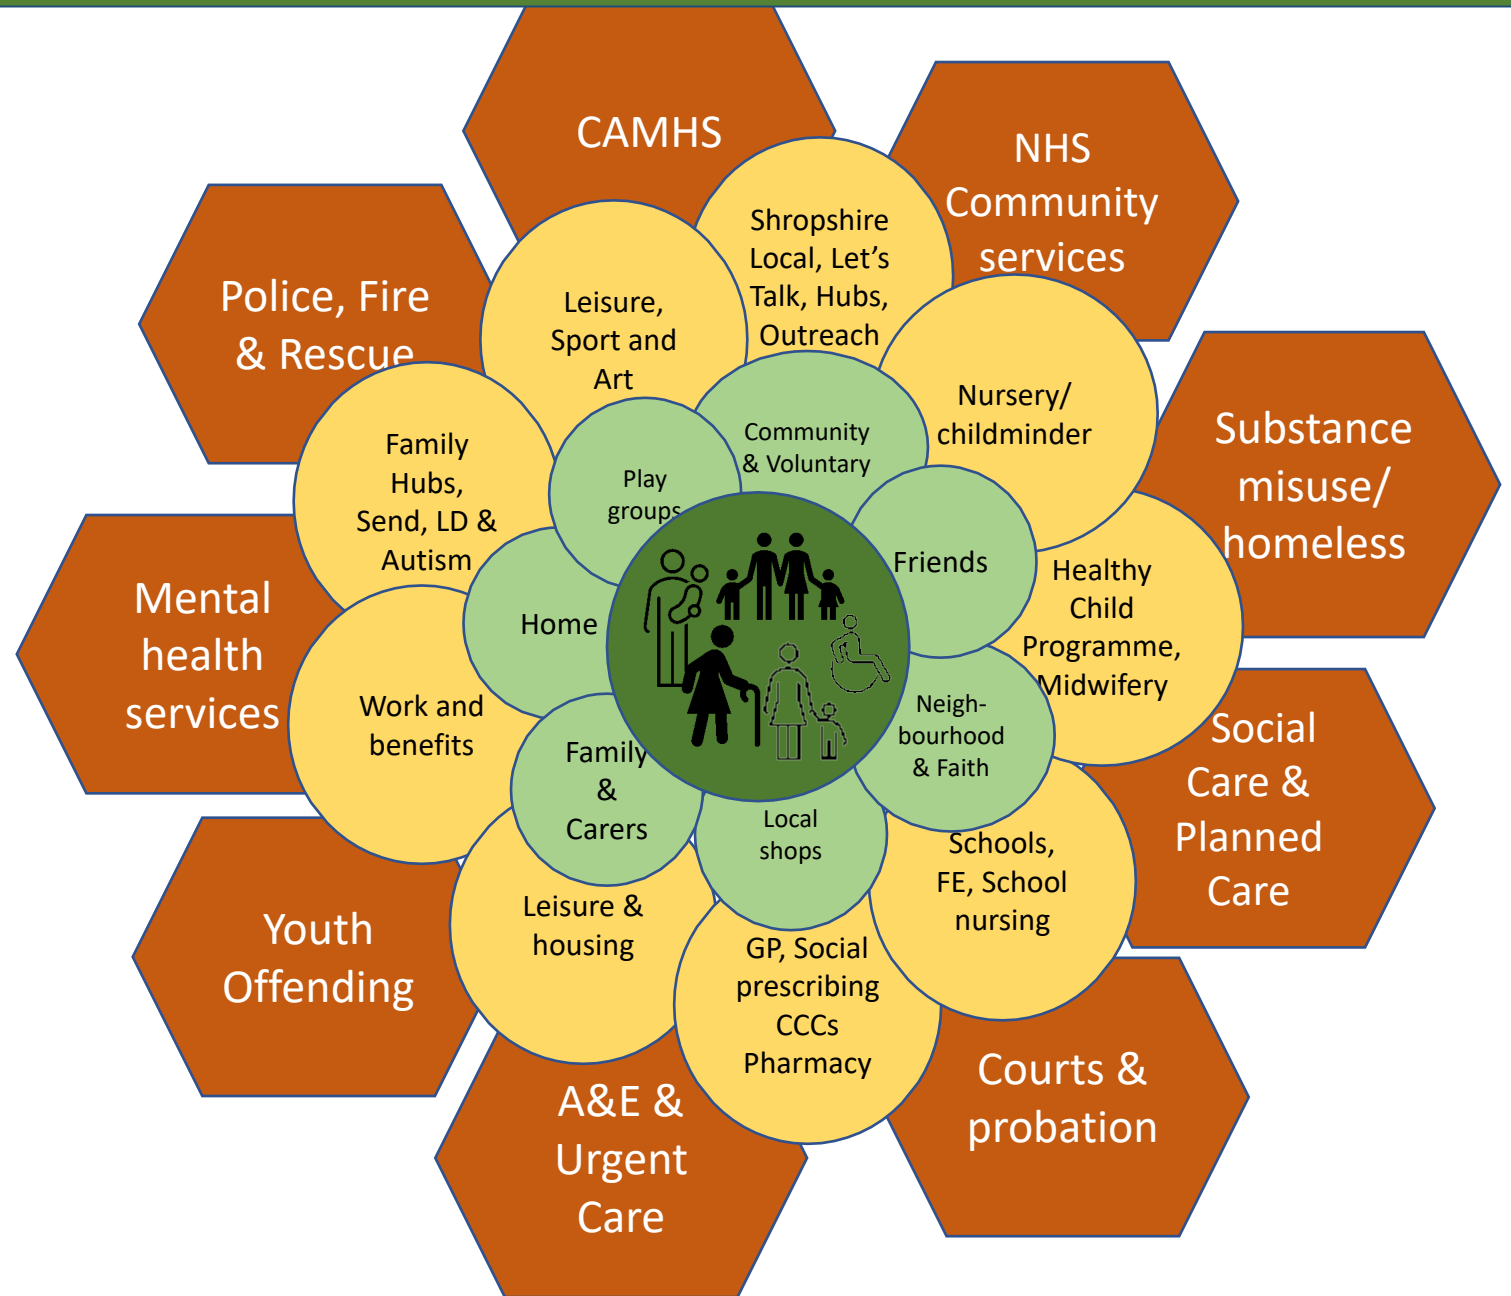 CAMHS
NHS
Community
services
Police, Fire
& Rescue
Substance
misuse/
homeless
Mental
health
services
Social
Care &
Planned
Care
Youth
Offending
A&E &
Urgent
Care
Courts &
probation
Shropshire
Local, Let’s
Talk, Hubs,
Outreach
Leisure,
Sport and
Art
Nursery/
childminder
Family
Hubs,
Send, LD &
Autism
Healthy
Child
Programme,
Midwifery
Work and
benefits
Schools,
FE, School
nursing
Leisure &
housing
GP, Social
prescribing
CCCs
Pharmacy
Community
& Voluntary
Play
groups
Friends
Home
Neigh-
bourhood
& Faith
Family
&
Carers
Local
shops